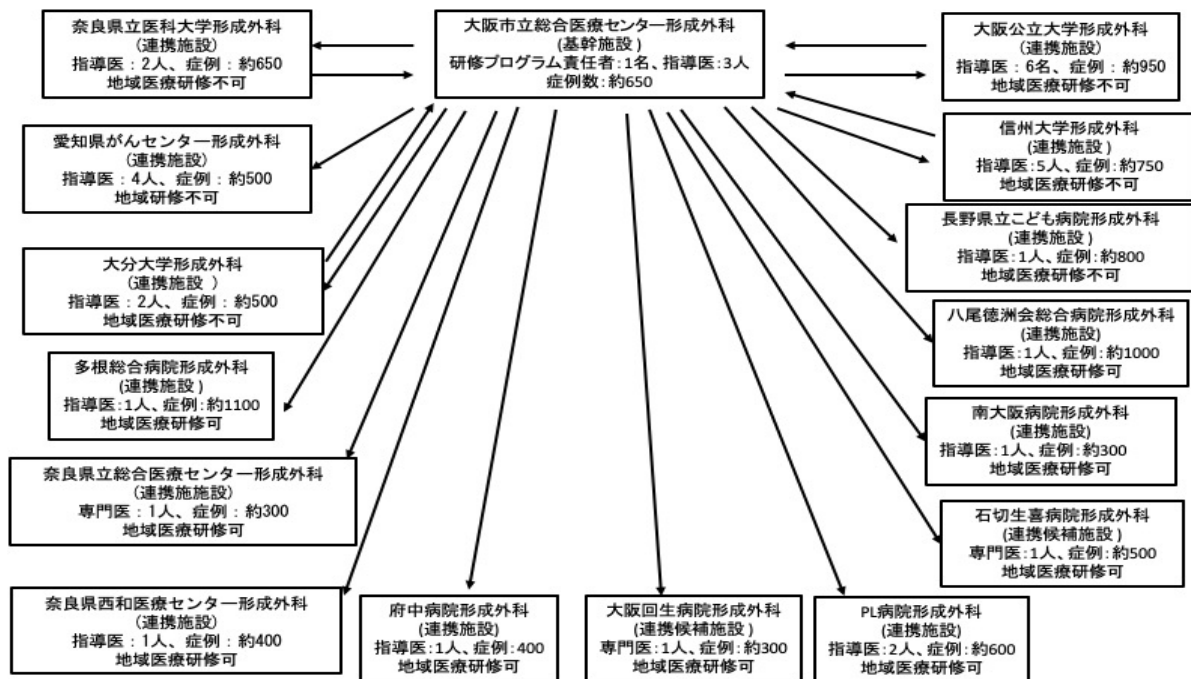 奈良県立医科大学形成外科
(連携施設)
指導医：2人、症例：約650
地域医療研修不可
大阪市立総合医療センター形成外科
(基幹施設)
研修プログラム責任者：1名、指導医：3人
症例数：約650
大阪公立大学形成外科
(連携施設)
指導医：6名、症例：約950
地域医療研修不可
愛知県がんセンター形成外科
(連携施設)
指導医：4人、症例：約500
地域研修不可
信州大学形成外科
(連携施設)
指導医：5人、症例：約750
地域医療研修不可
大分大学形成外科
(連携施設 )
指導医：2人、症例：約500
地域医療研修不可
長野県立こども病院形成外科
(連携施設)
指導医：1人、症例：約800
地域医療研修不可
多根総合病院形成外科
(連携施設)
指導医：1人、症例：約1100
地域医療研修可
八尾徳洲会総合病院形成外科
(連携施設)
指導医：1人、症例：約1000
地域医療研修可
奈良県立総合医療センター形成外科
(連携施施設)
専門医：1人、症例：約300
地域医療研修可
南大阪病院形成外科
(連携施設)
指導医：1人、症例：約300
地域医療研修可
石切生喜病院形成外科
(連携候補施設)
専門医：1人、症例：約500
地域医療研修可
奈良県西和医療センター形成外科
(連携施設)
指導医：1人、症例：約400
地域医療研修可
府中病院形成外科
(連携施設)
指導医：1人、症例：400
地域医療研修可
大阪回生病院形成外科
(連携候補施設)
専門医：1人、症例：約300
地域医療研修可
PL病院形成外科
(連携施設)
指導医：2人、症例：約600
地域医療研修可